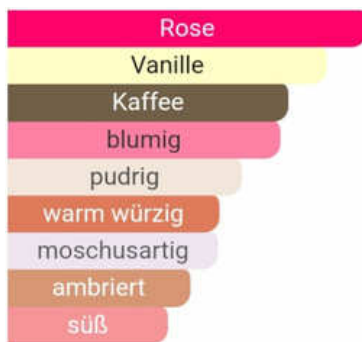 Rose
Vanille
Kaffee
blumig
pudrig
warm würzig
moschusartig
ambriert
süß